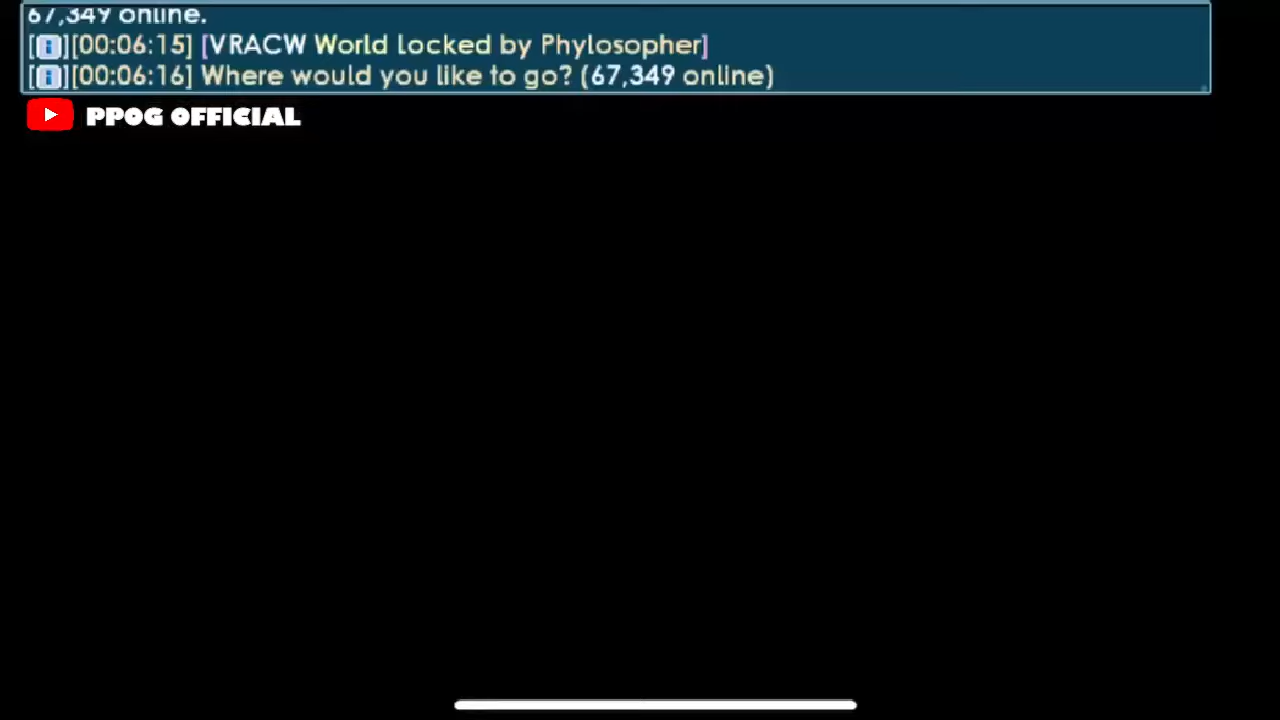 67,349 online.
[i][00:06:15] [VRACW World Locked by Phylosopher]
[i][00:06:16] Where would you like to go? (67,349 online)
PPOG OFFICIAL